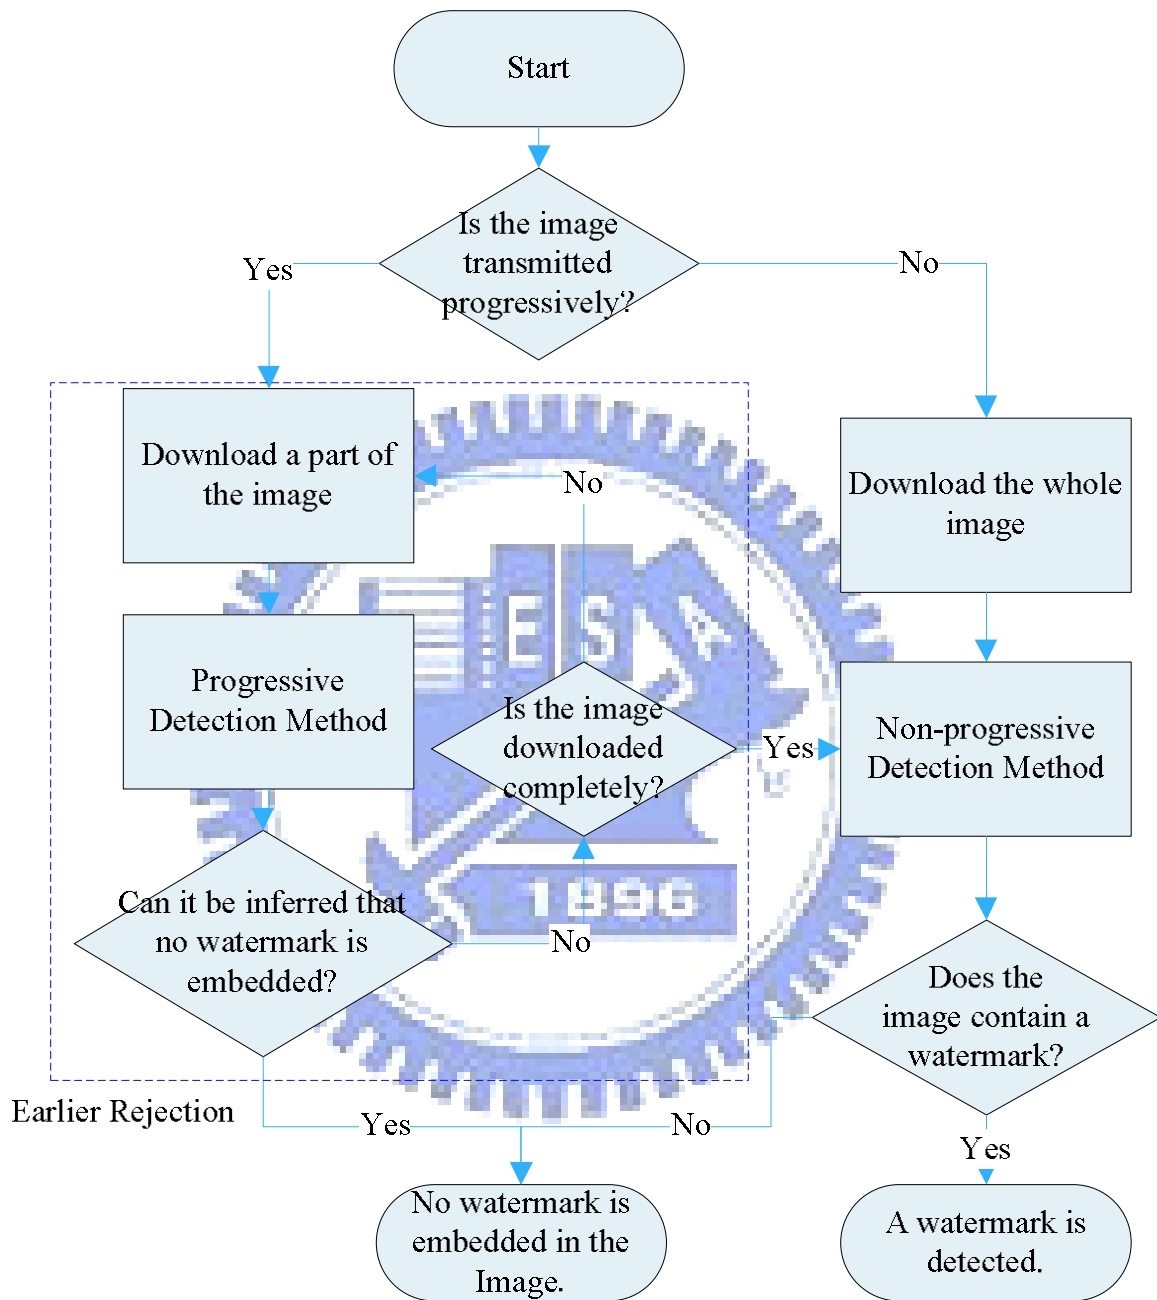 Start
Is the image
transmitted
progressively?
Yes
No
Download a part of
the image
No
Download the whole
image
E
S
A
Progressive
Detection Method
Is the image
downloaded
completely?
Yes
Non-progressive
Detection Method
1896
Can it be inferred that
no watermark is
embedded?
No
Does the
image contain a
watermark?
Earlier Rejection
Yes
No
Yes
No watermark is
embedded in the
Image.
A watermark is
detected.